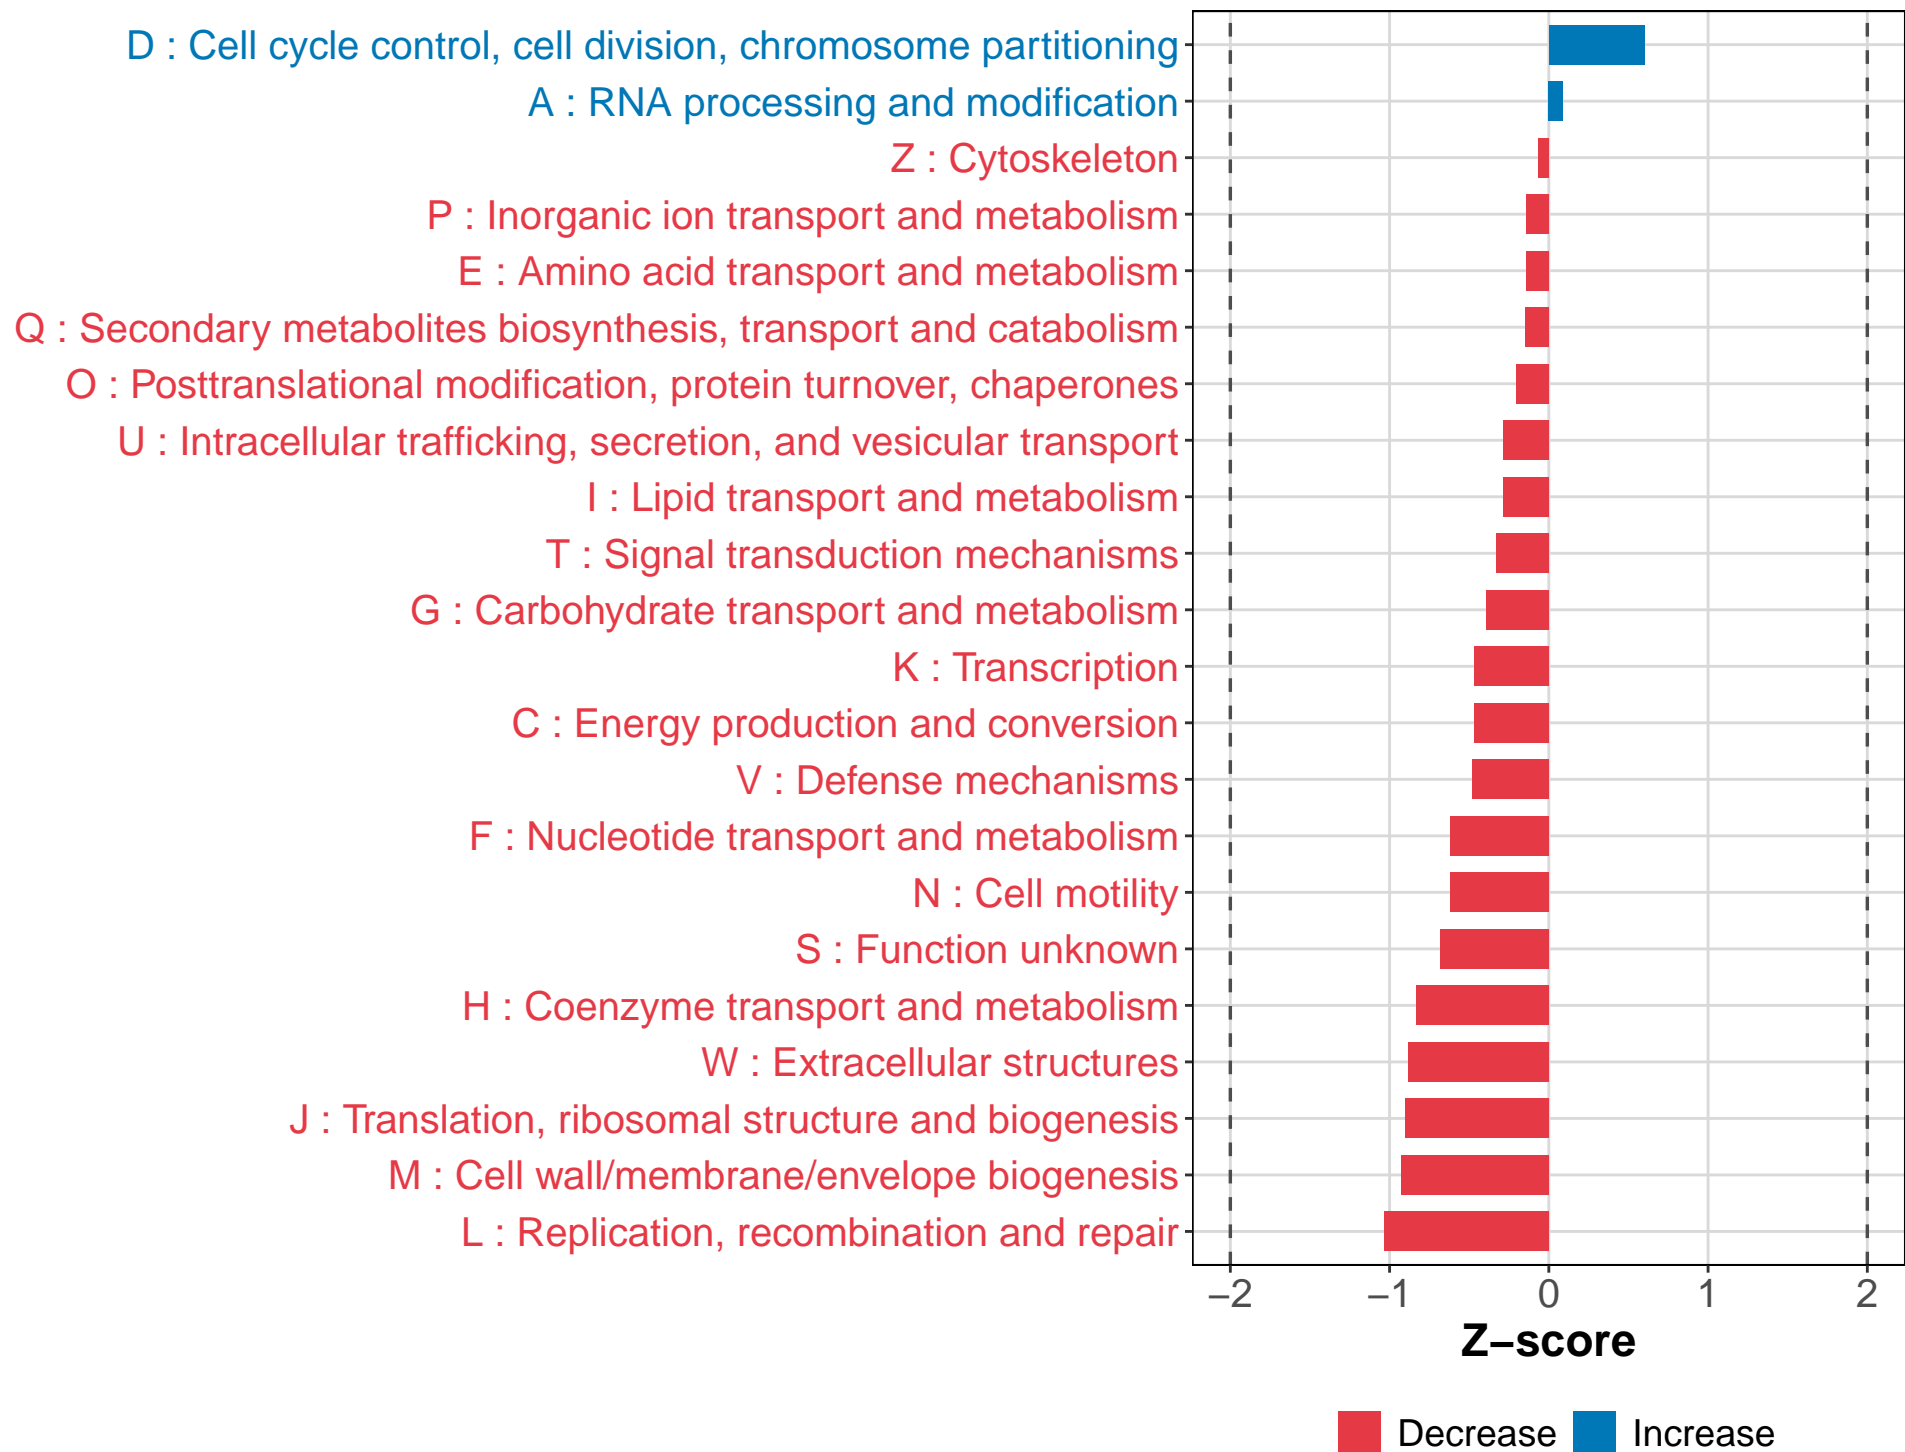 D : Cell cycle control, cell division, chromosome partitioning
A : RNA processing and modification
Z : Cytoskeleton
P : Inorganic ion transport and metabolism
E : Amino acid transport and metabolism
Q : Secondary metabolites biosynthesis, transport and catabolism
O : Posttranslational modification, protein turnover, chaperones
U : Intracellular trafficking, secretion, and vesicular transport
I : Lipid transport and metabolism
T : Signal transduction mechanisms
G : Carbohydrate transport and metabolism
K : Transcription
C : Energy production and conversion
V : Defense mechanisms
F : Nucleotide transport and metabolism
N : Cell motility
S : Function unknown
H : Coenzyme transport and metabolism
W : Extracellular structures
J : Translation, ribosomal structure and biogenesis
M : Cell wall/membrane/envelope biogenesis
L : Replication, recombination and repair
−2 −1 0 1 2
Z−score
Decrease Increase